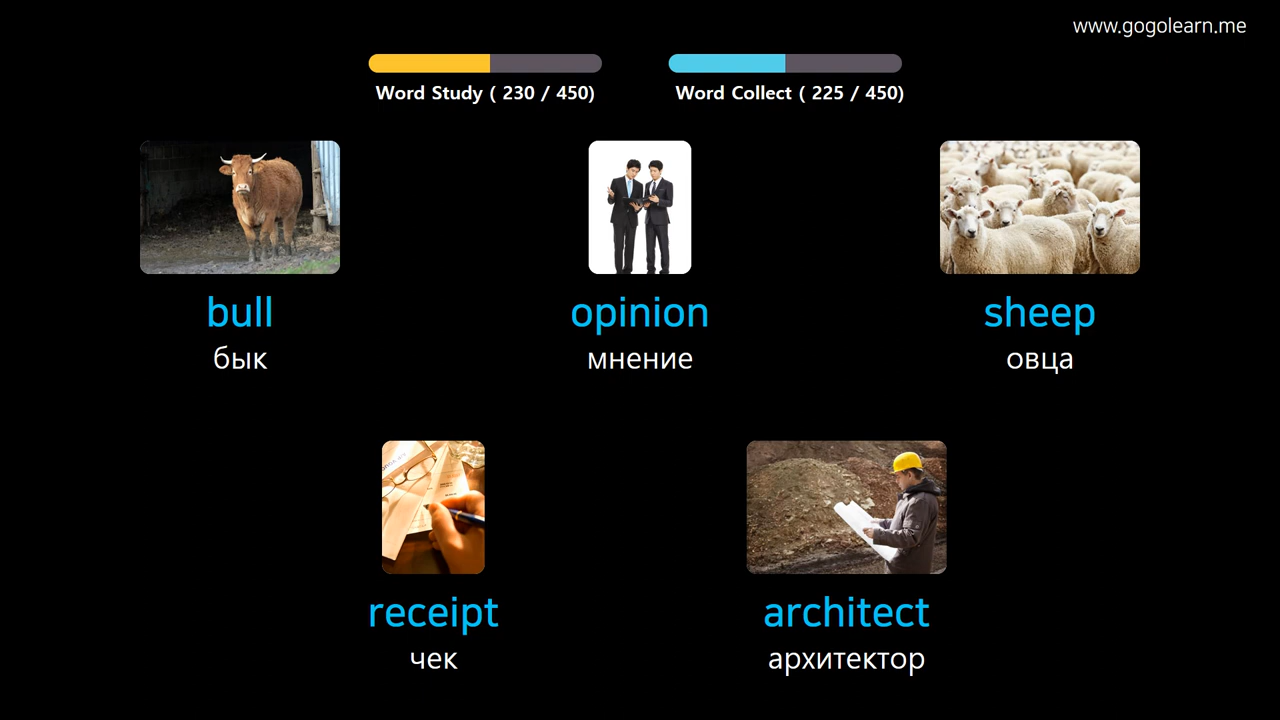 www.gogolearn.me
Word Study ( 230 / 450)
Word Collect ( 225 / 450)
bull
бык
opinion
мнение
sheep
овца
receipt
чек
architect
архитектор